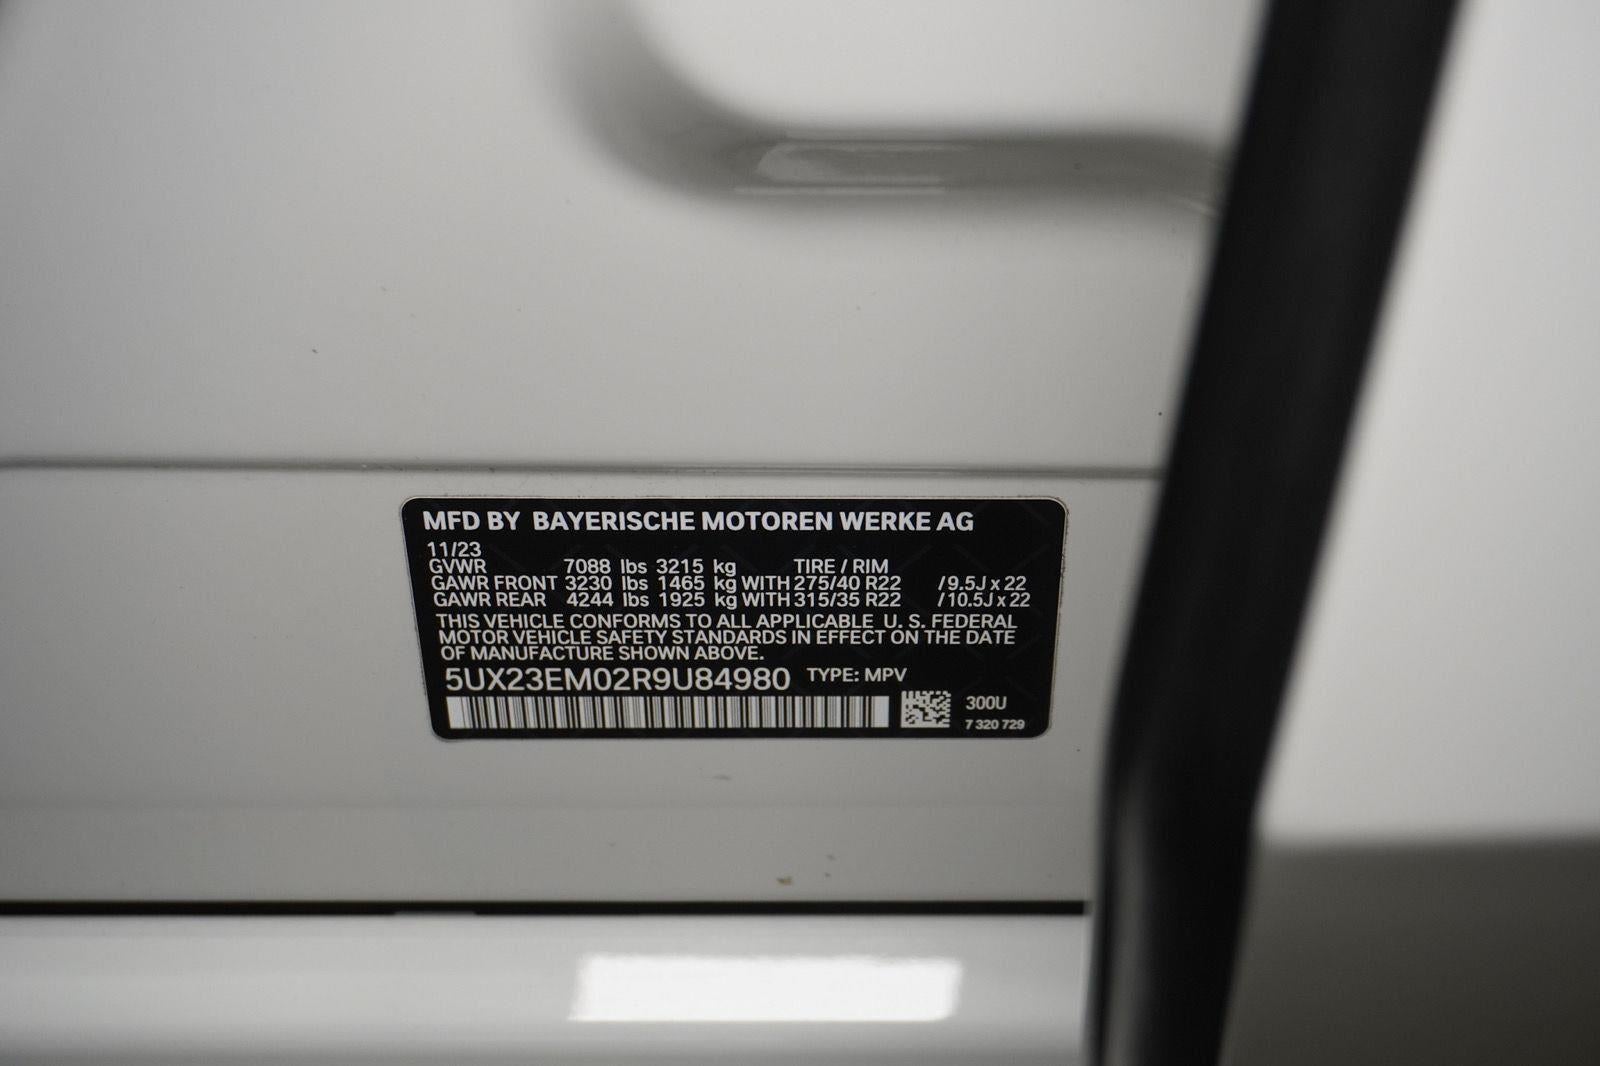 MFD BY BAYERISCHE MOTOREN WERKE AG
11/23
GVWR 7088 lbs 3215 kg TIRE / RIM
GAWR FRONT 3230 lbs 1465 kg WITH 275/40 R22 /9.5J x 22
GAWR REAR 4244 lbs 1925 kg WITH 315/35 R22 /10.5J x 22
THIS VEHICLE CONFORMS TO ALL APPLICABLE U. S. FEDERAL
MOTOR VEHICLE SAFETY STANDARDS IN EFFECT ON THE DATE
OF MANUFACTURE SHOWN ABOVE.
5UX23EM02R9U84980 TYPE: MPV
300U
7 320 729